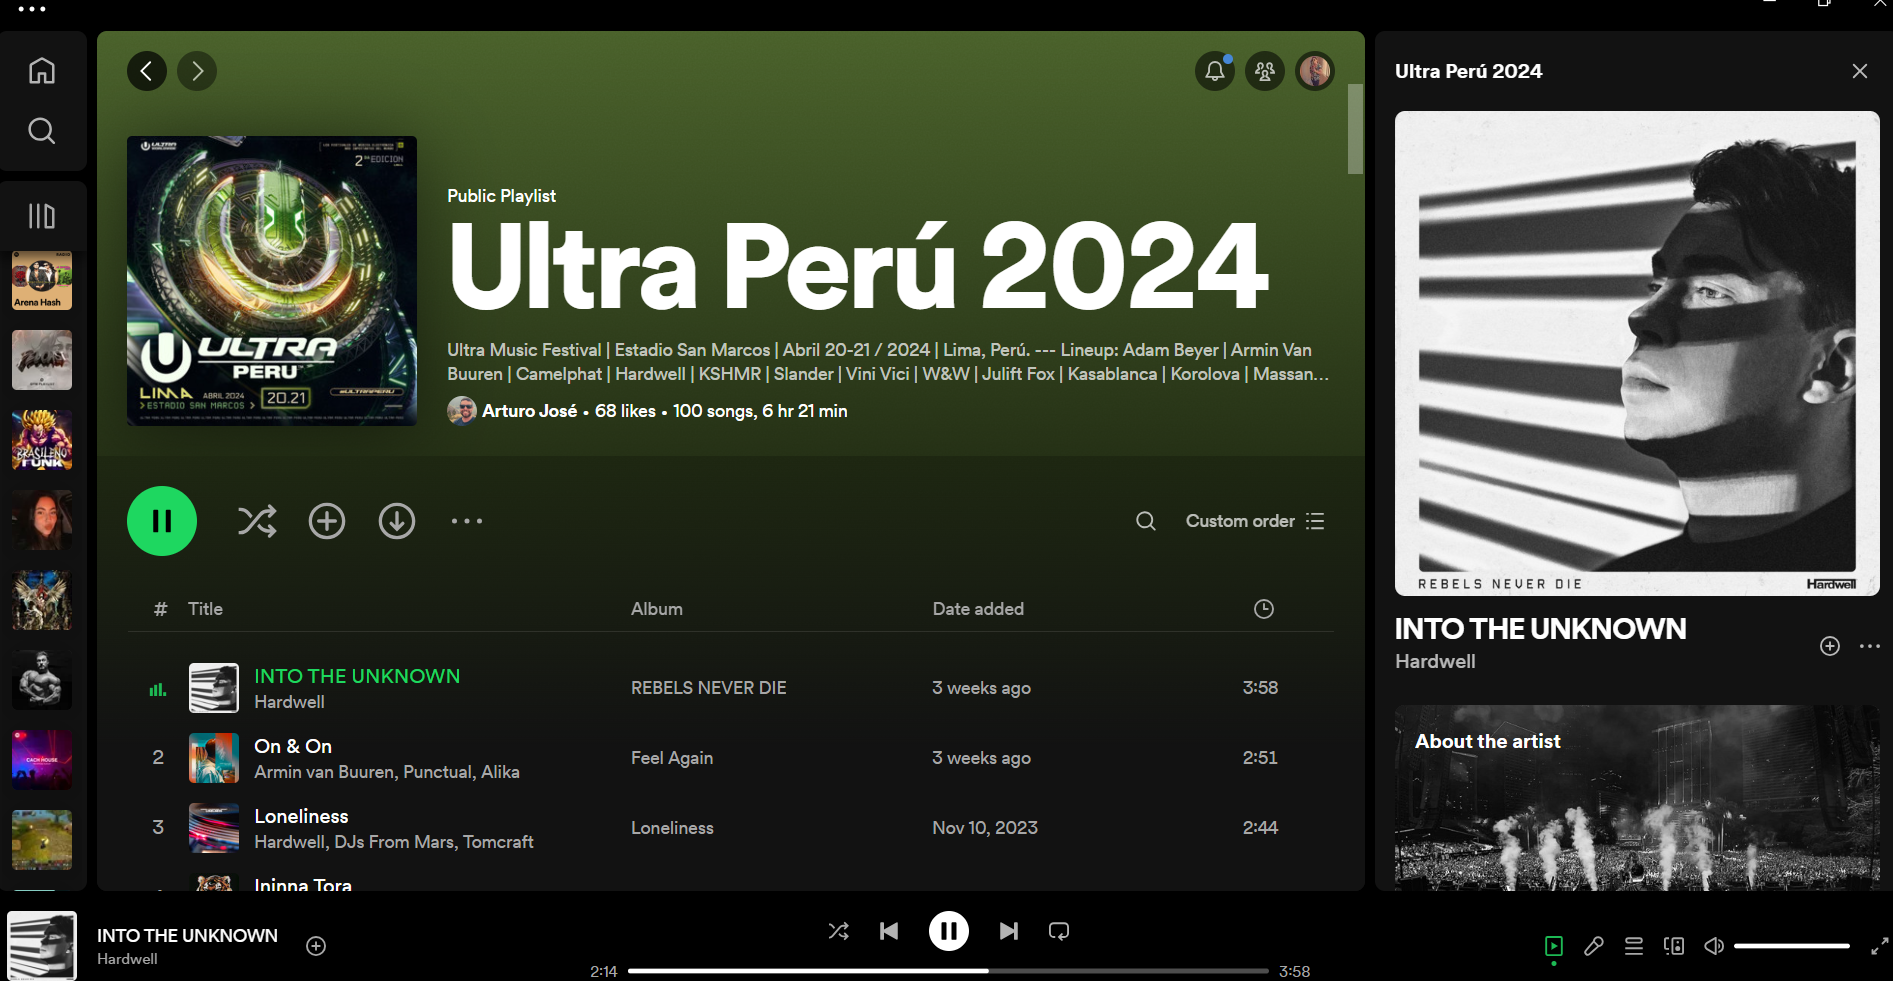 Arena Hash
BRASILEÑO
FUNK
CACH HOUSE
ULTRA
2
EDICION
ULTRA
PERU
LIMA
ABRIL 2024
ESTADIO SAN MARCOS
20.21
#ULTRAPERU
Public Playlist
Ultra Perú 2024
Ultra Music Festival | Estadio San Marcos | Abril 20-21 / 2024 | Lima, Perú. --- Lineup: Adam Beyer | Armin Van
Buuren | Camelphat | Hardwell | KSHMR | Slander | Vini Vici | W&W | Julift Fox | Kasablanca | Korolova | Massan...
Arturo José • 68 likes • 100 songs, 6 hr 21 min
Custom order
# Title Album Date added
INTO THE UNKNOWN
Hardwell
REBELS NEVER DIE
3 weeks ago
3:58
2
On & On
Armin van Buuren, Punctual, Alika
Feel Again
3 weeks ago
2:51
3
Loneliness
Hardwell, DJs From Mars, Tomcraft
Loneliness
Nov 10, 2023
2:44
Ininna Tora
Ultra Perú 2024
REBELS NEVER DIE
Hardwell
INTO THE UNKNOWN
Hardwell
About the artist
INTO THE UNKNOWN
Hardwell
2:14
3:58